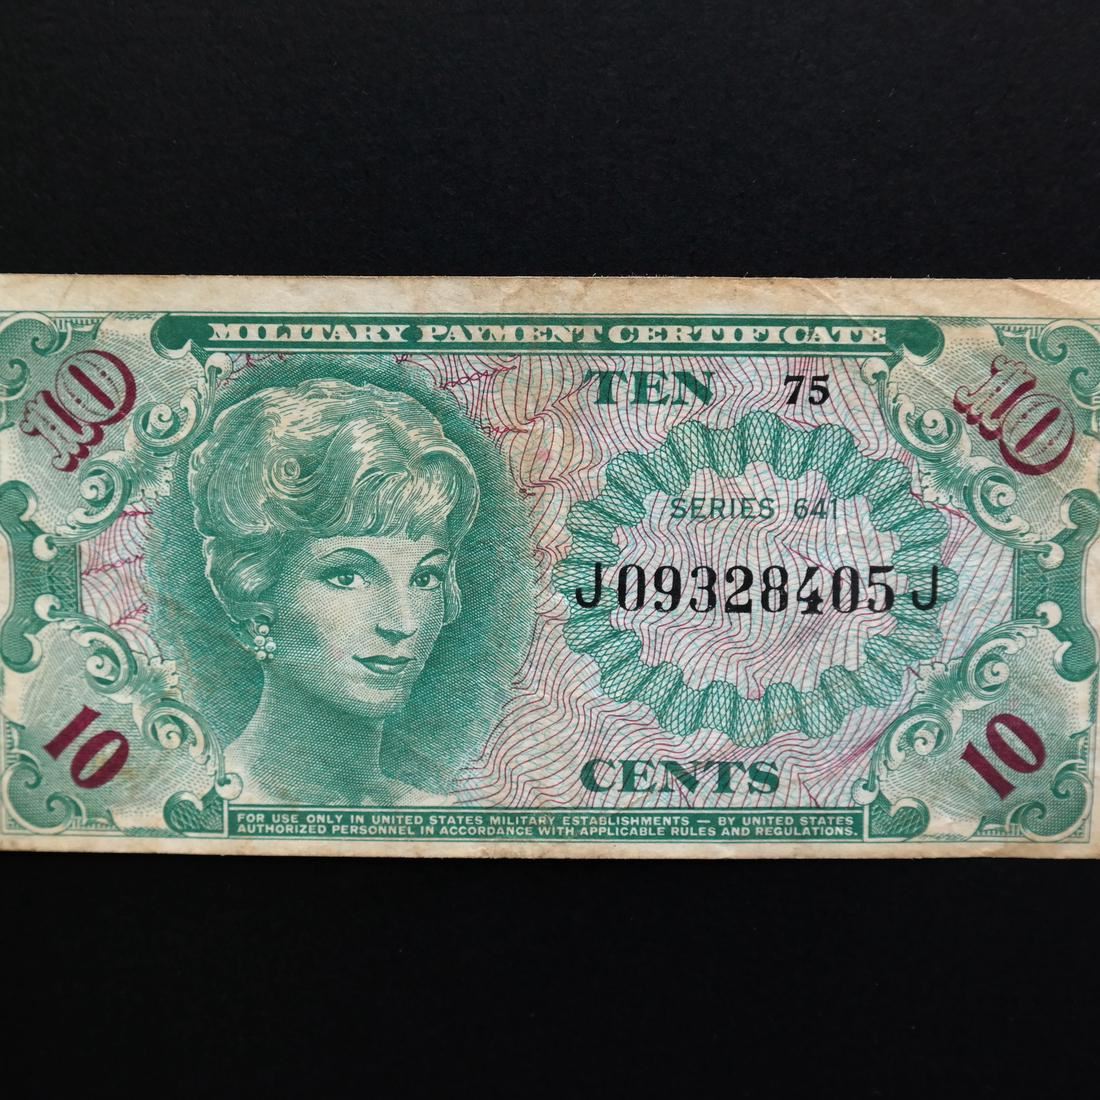 MILITARY PAYMENT CERTIFICATE
10 TEN 75 10
SERIES 641
J09328405J
10 CENTS 10
FOR USE ONLY IN UNITED STATES MILITARY ESTABLISHMENTS — BY UNITED STATES
AUTHORIZED PERSONNEL IN ACCORDANCE WITH APPLICABLE RULES AND REGULATIONS.